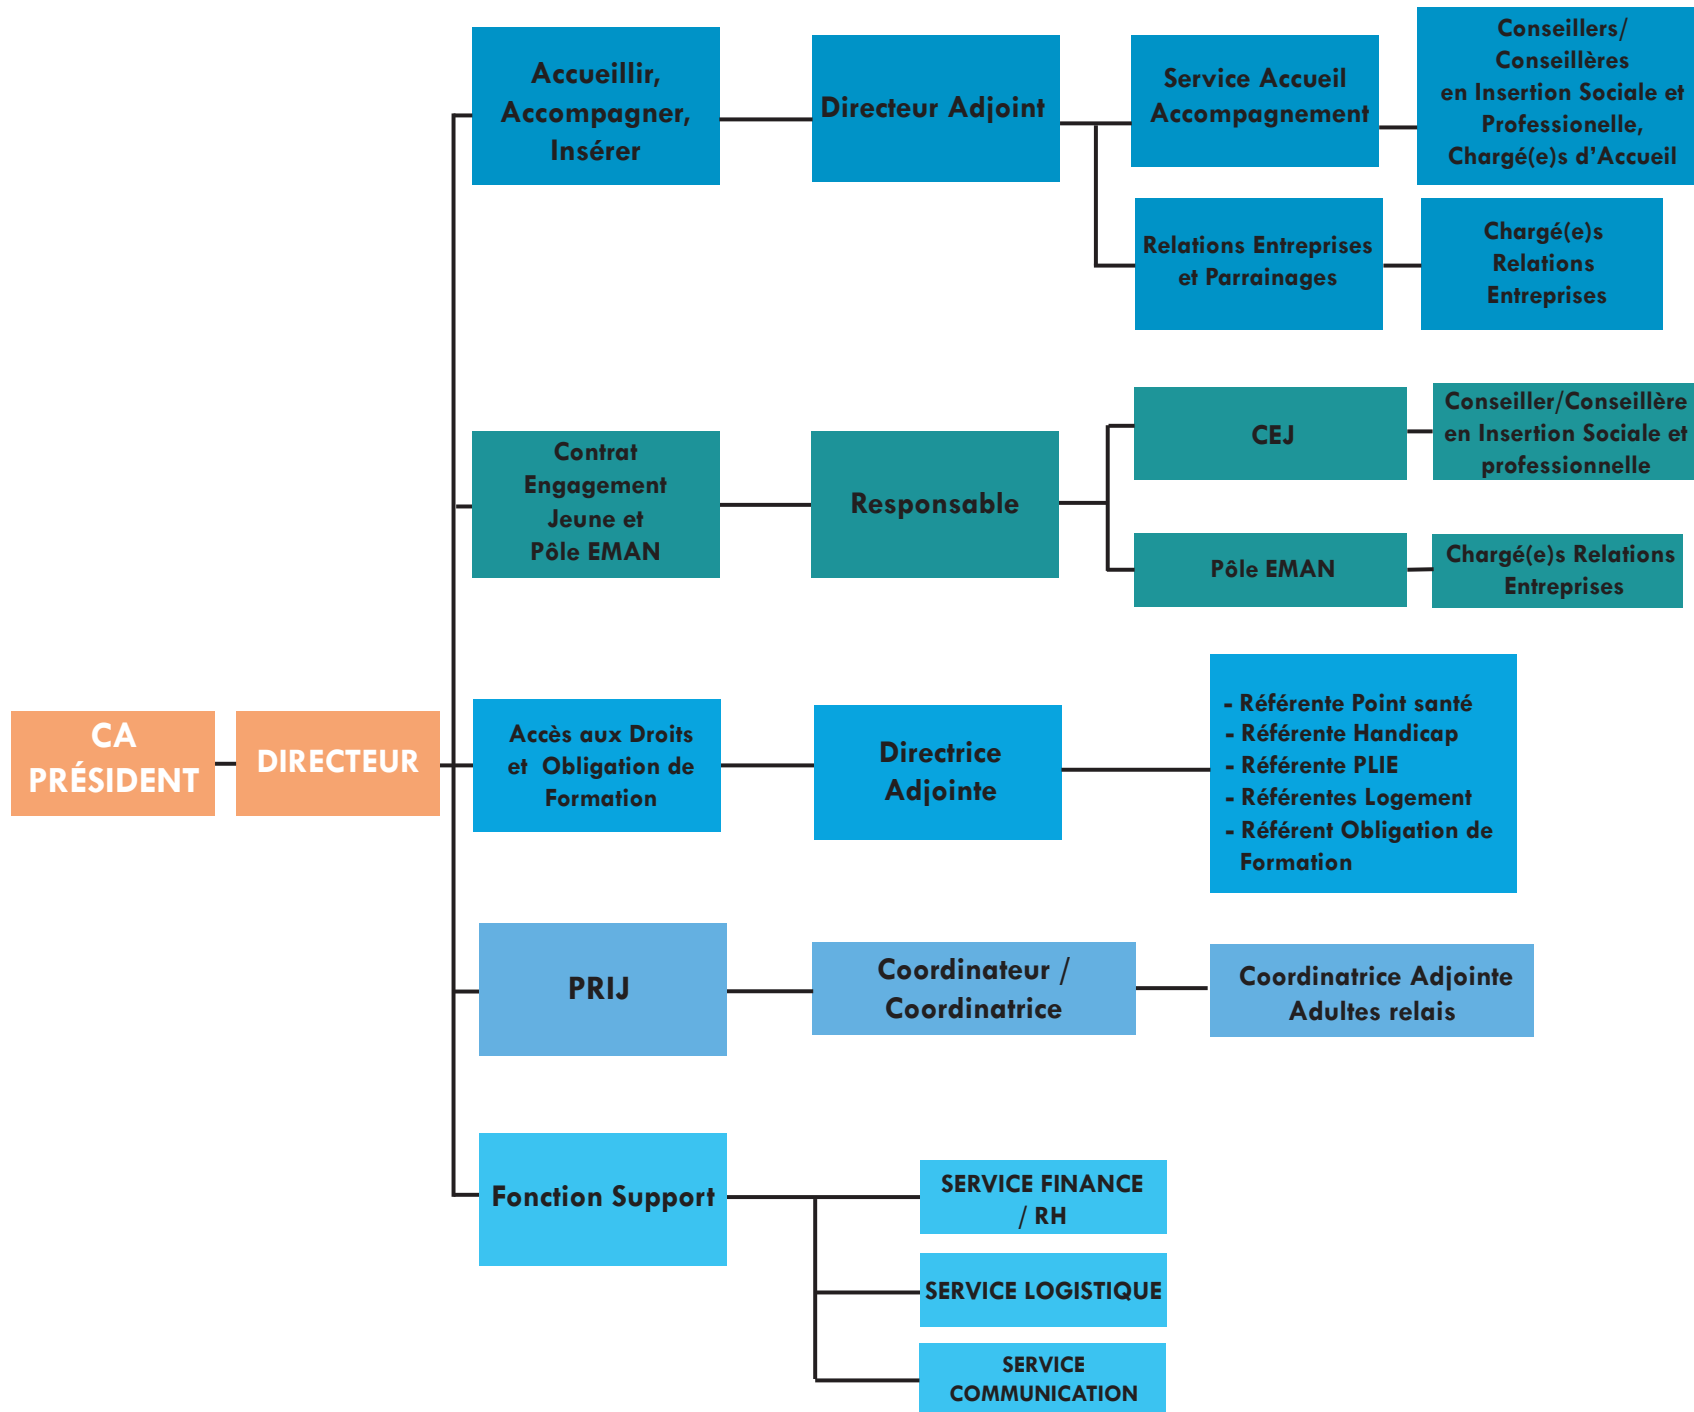 CA
PRÉSIDENT
DIRECTEUR
Accueillir,
Accompagner,
Insérer
Directeur Adjoint
Service Accueil
Accompagnement
Conseillers/
Conseillères
en Insertion Sociale et
Professionelle,
Chargé(e)s d'Accueil
Relations Entreprises
et Parrainages
Chargé(e)s
Relations
Entreprises
Contrat
Engagement
Jeune et
Pôle EMAN
Responsable
CEJ
Conseiller/Conseillère
en Insertion Sociale et
professionnelle
Pôle EMAN
Chargé(e)s Relations
Entreprises
Accès aux Droits
et Obligation de
Formation
Directrice
Adjointe
- Référente Point santé
- Référente Handicap
- Référente PLIE
- Référentes Logement
- Référent Obligation de
Formation
PRIJ
Coordinateur /
Coordinatrice
Coordinatrice Adjointe
Adultes relais
Fonction Support
SERVICE FINANCE
/ RH
SERVICE LOGISTIQUE
SERVICE
COMMUNICATION